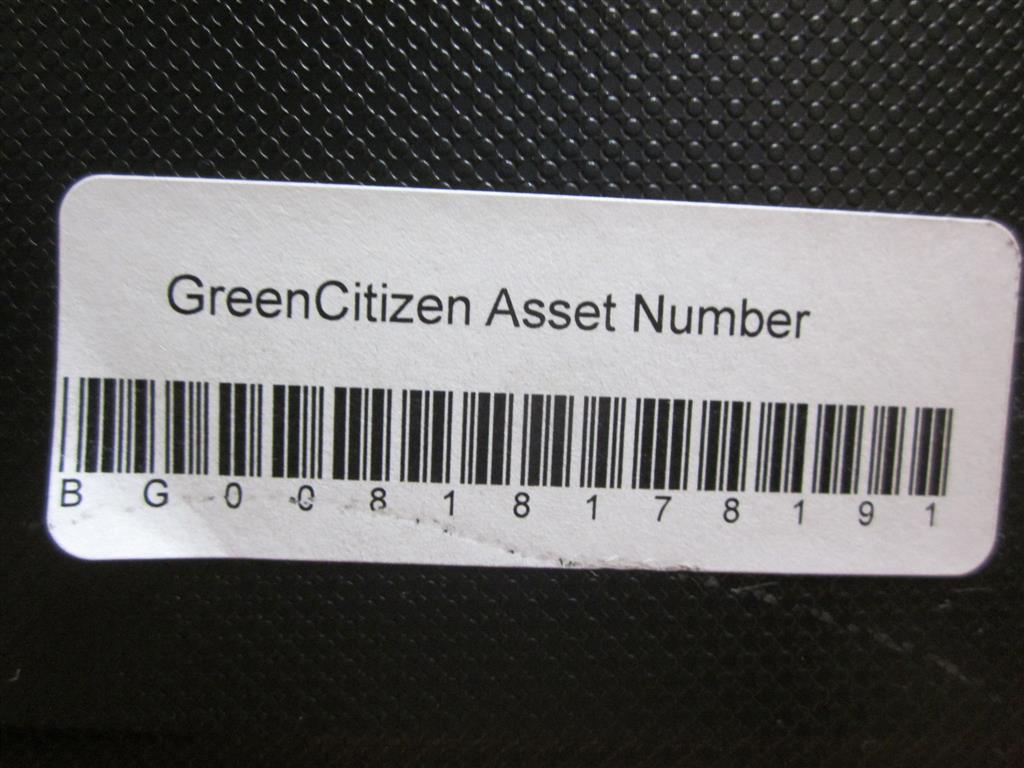 GreenCitizen Asset Number
B G 0 0 8 1 8 1 7 8 1 9 1